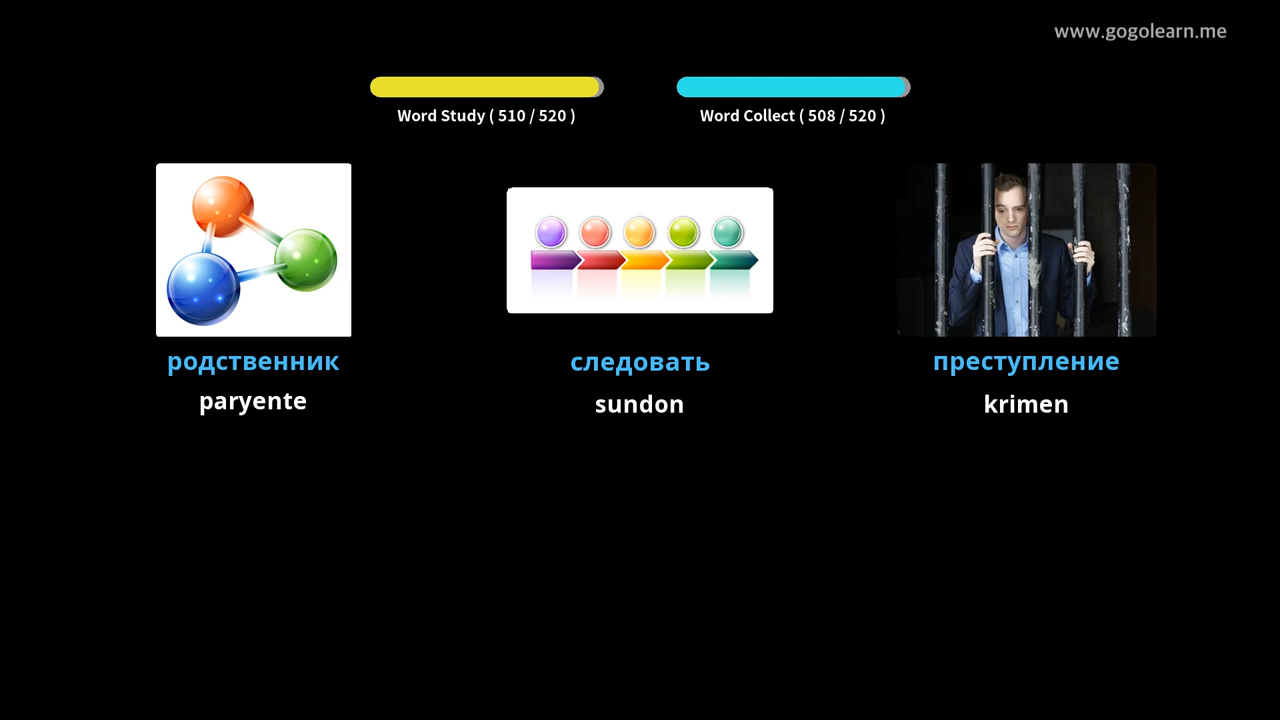 www.gogolearn.me
Word Study ( 510 / 520 )
Word Collect ( 508 / 520 )
родственник
следовать
преступление
paryente
sundon
krimen